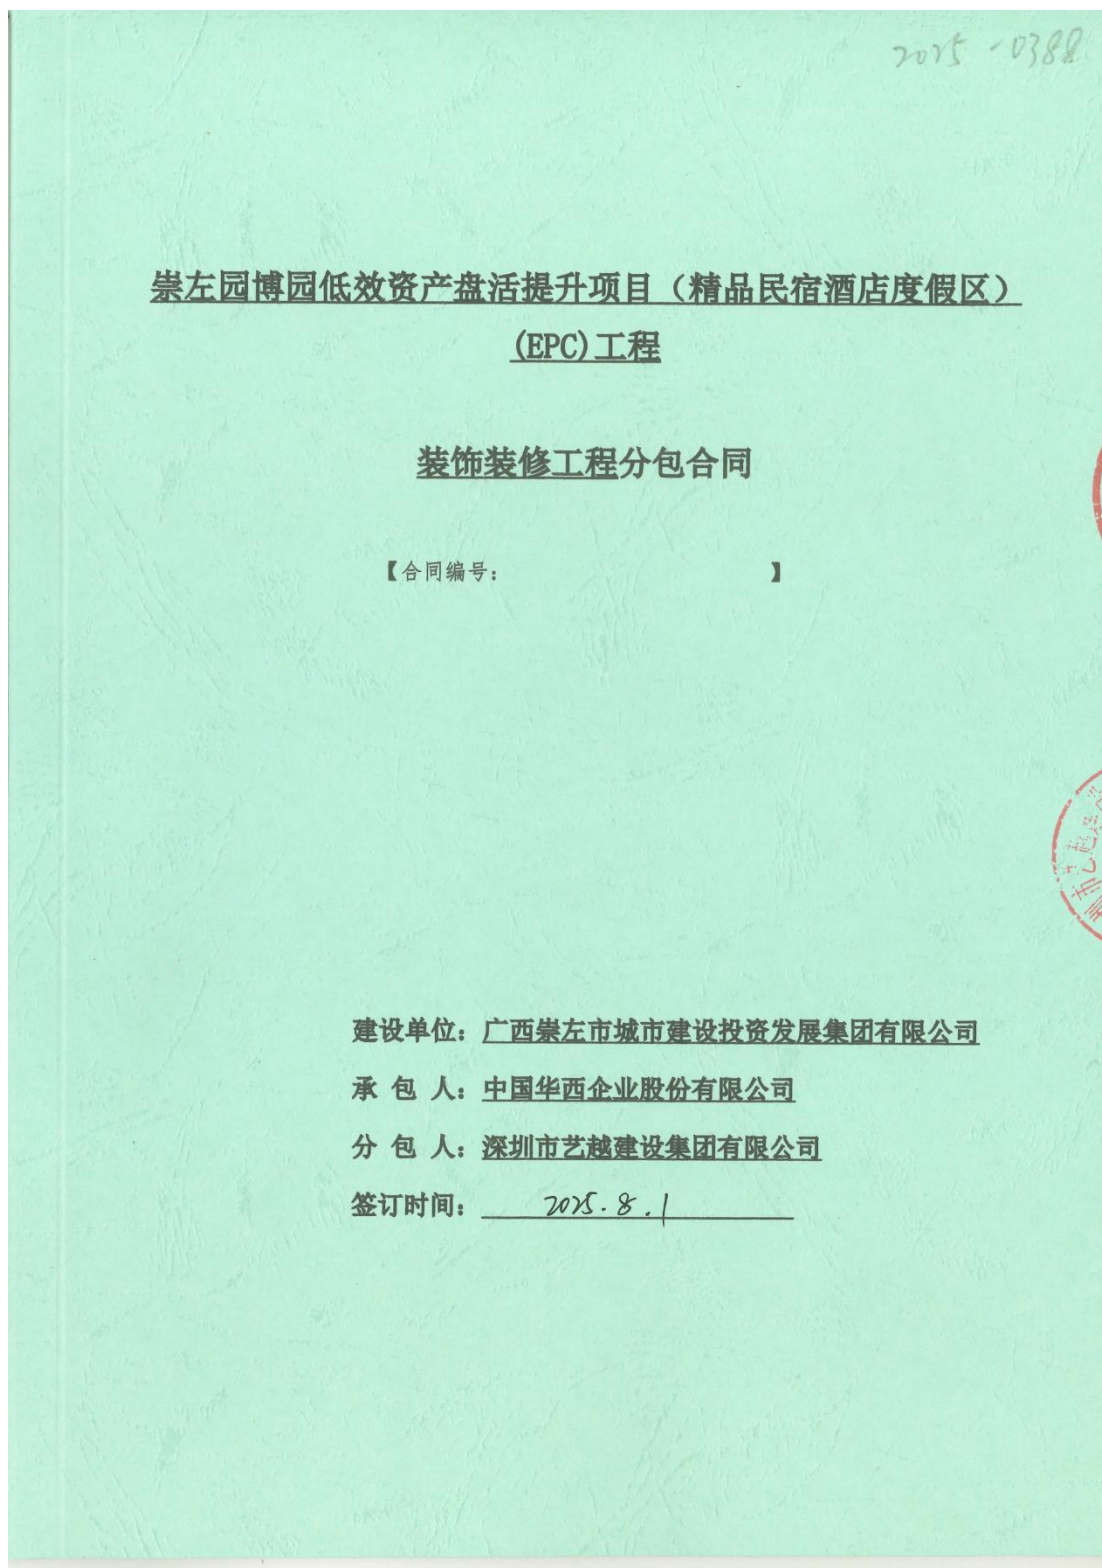 2025-0388
崇左园博园低效资产盘活提升项目（精品民宿酒店度假区）
(EPC)工程
装饰装修工程分包合同
【合同编号：                】
建设单位：广西崇左市城市建设投资发展集团有限公司
承 包 人：中国华西企业股份有限公司
分 包 人：深圳市艺越建设集团有限公司
签订时间：2025.8.1